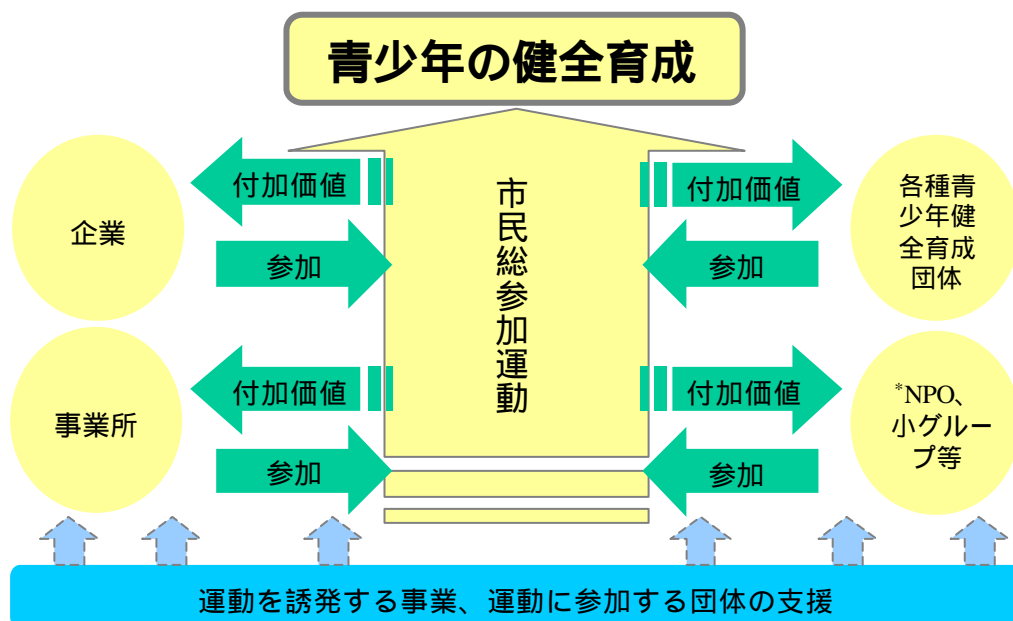 青少年の健全育成
付加価値
付加価値
市民総参加運動
企業
各種青
少年健
全育成
団体
参加
参加
付加価値
付加価値
事業所
*NPO、
小グルー
プ等
参加
参加
運動を誘発する事業、運動に参加する団体の支援